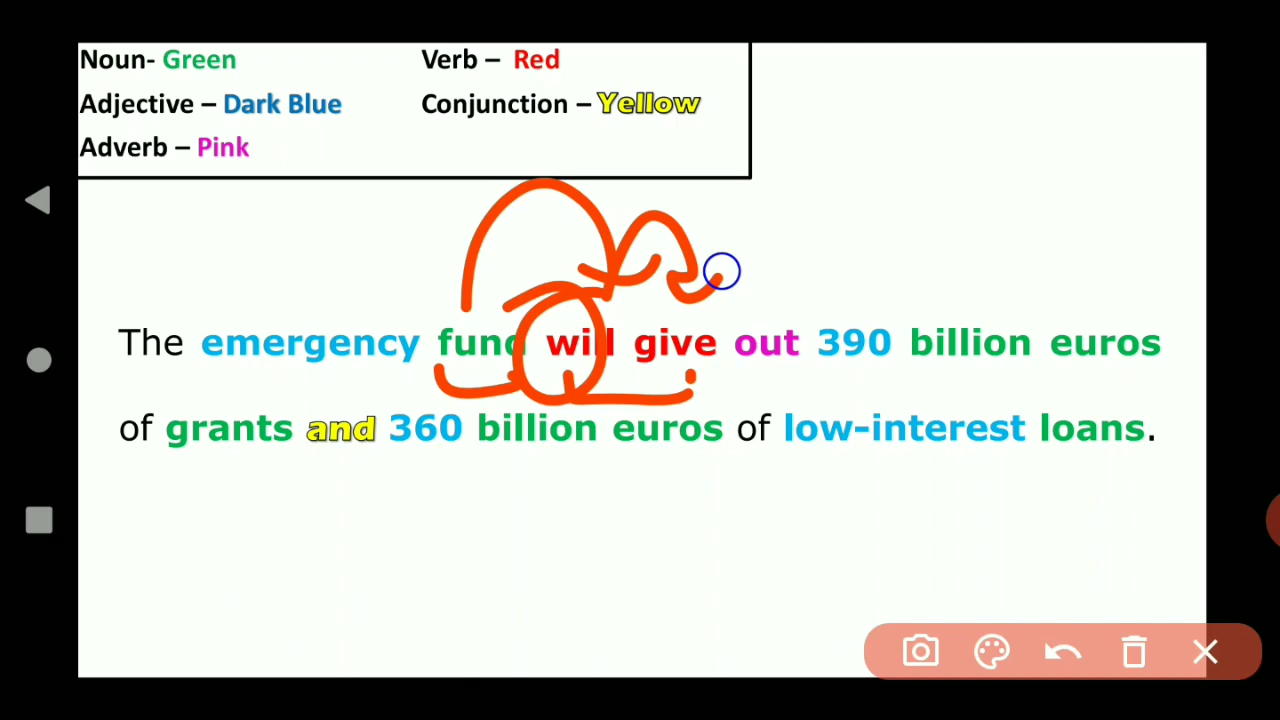 Noun- Green Verb – Red
Adjective – Dark Blue Conjunction – Yellow
Adverb – Pink
The emergency fund will give out 390 billion euros
of grants and 360 billion euros of low-interest loans.